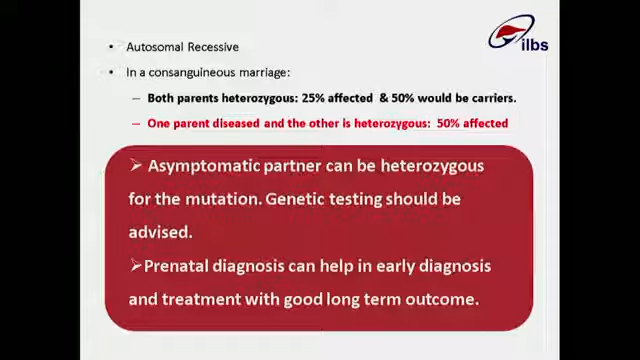 ilbs
• Autosomal Recessive
• In a consanguineous marriage:
– Both parents heterozygous: 25% affected & 50% would be carriers.
– One parent diseased and the other is heterozygous: 50% affected
➢ Asymptomatic partner can be heterozygous
for the mutation. Genetic testing should be
advised.
➢Prenatal diagnosis can help in early diagnosis
and treatment with good long term outcome.